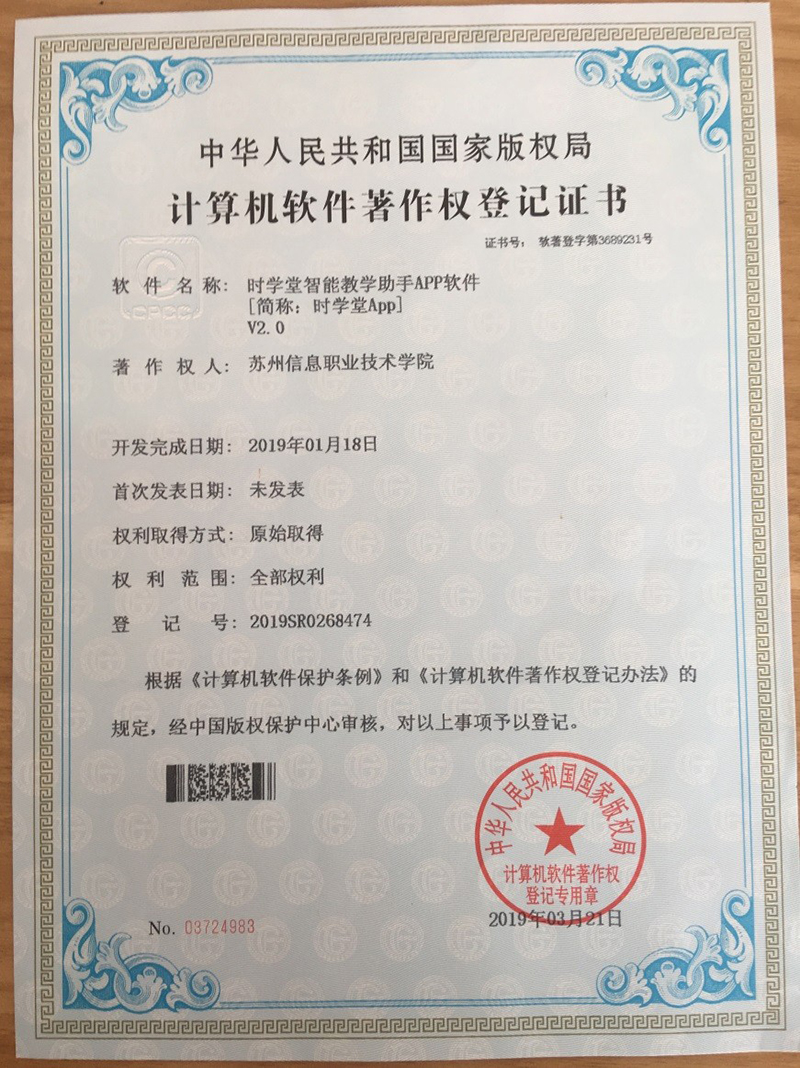 中华人民共和国国家版权局
计算机软件著作权登记证书
证书号： 软著登字第3689231号
CPCC
软件名称： 时学堂智能教学助手APP软件
[简称：时学堂App]
V2.0
著作权人： 苏州信息职业技术学院
开发完成日期： 2019年01月18日
首次发表日期： 未发表
权利取得方式： 原始取得
权利范围： 全部权利
登记号： 2019SR0268474
根据《计算机软件保护条例》和《计算机软件著作权登记办法》的
规定，经中国版权保护中心审核，对以上事项予以登记。
中华人民共和国国家版权局
计算机软件著作权
登记专用章
2019年03月21日
No. 03724983